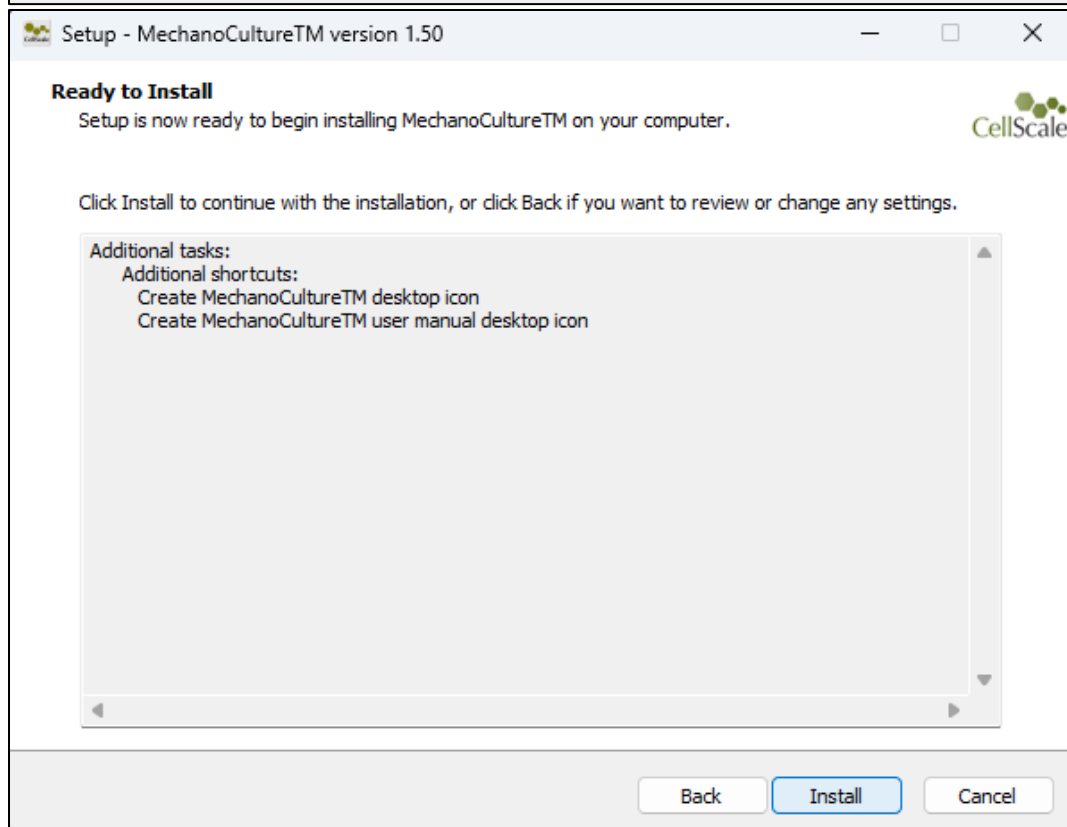 Setup - MechanoCultureTM version 1.50
Ready to Install
Setup is now ready to begin installing MechanoCultureTM on your computer.
CellScale
Click Install to continue with the installation, or click Back if you want to review or change any settings.
Additional tasks:
Additional shortcuts:
Create MechanoCultureTM desktop icon
Create MechanoCultureTM user manual desktop icon
Back
Install
Cancel